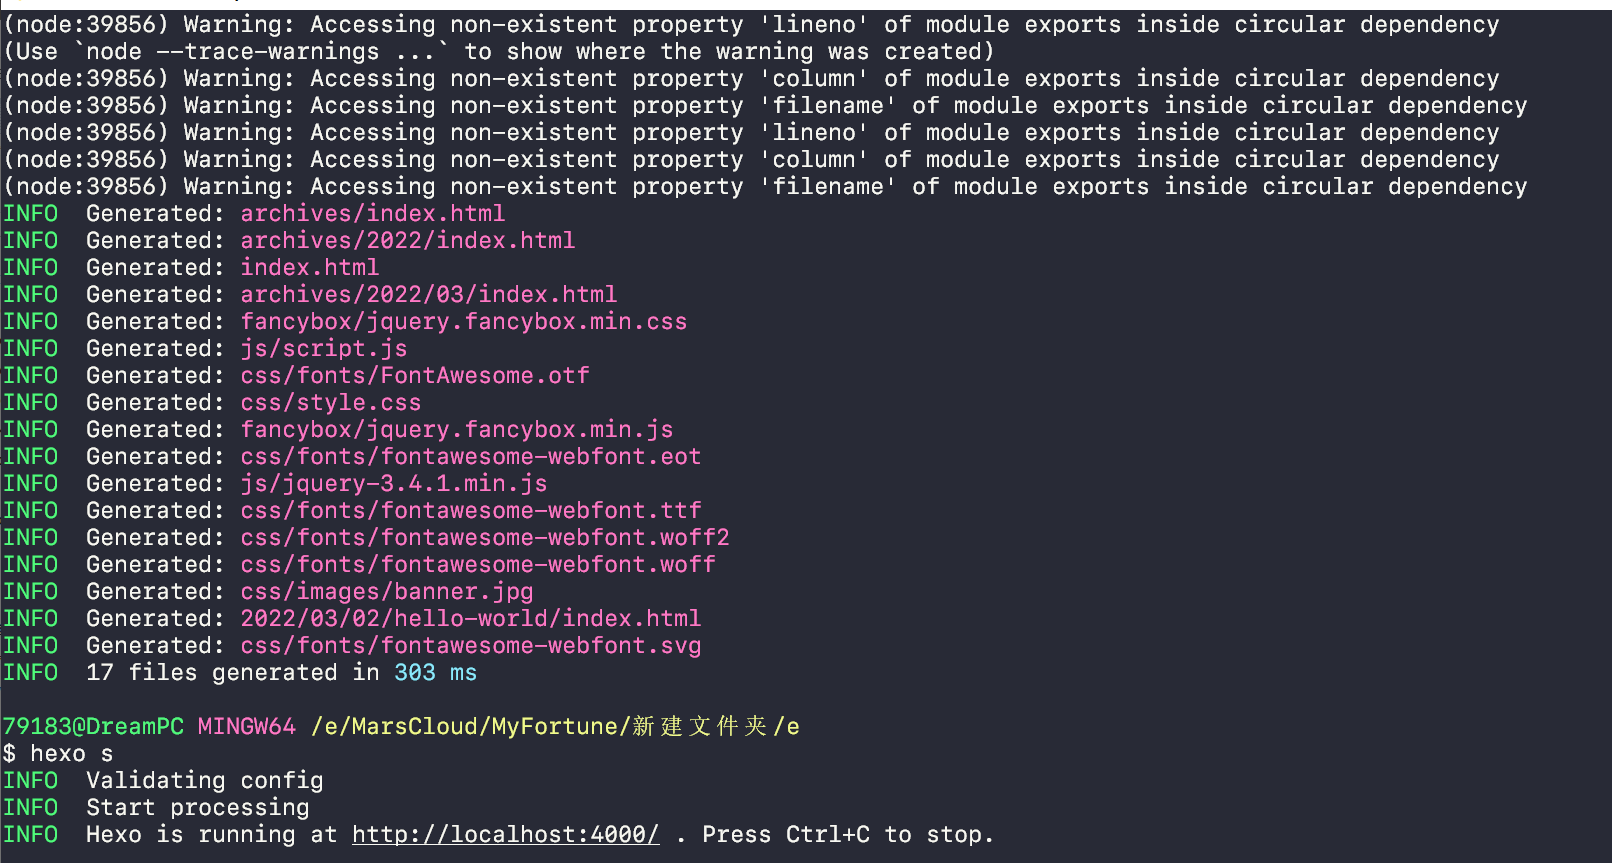 (node:39856) Warning: Accessing non-existent property 'lineno' of module exports inside circular dependency
(Use `node --trace-warnings ...` to show where the warning was created)
(node:39856) Warning: Accessing non-existent property 'column' of module exports inside circular dependency
(node:39856) Warning: Accessing non-existent property 'filename' of module exports inside circular dependency
(node:39856) Warning: Accessing non-existent property 'lineno' of module exports inside circular dependency
(node:39856) Warning: Accessing non-existent property 'column' of module exports inside circular dependency
(node:39856) Warning: Accessing non-existent property 'filename' of module exports inside circular dependency
INFO  Generated: archives/index.html
INFO  Generated: archives/2022/index.html
INFO  Generated: index.html
INFO  Generated: archives/2022/03/index.html
INFO  Generated: fancybox/jquery.fancybox.min.css
INFO  Generated: js/script.js
INFO  Generated: css/fonts/FontAwesome.otf
INFO  Generated: css/style.css
INFO  Generated: fancybox/jquery.fancybox.min.js
INFO  Generated: css/fonts/fontawesome-webfont.eot
INFO  Generated: js/jquery-3.4.1.min.js
INFO  Generated: css/fonts/fontawesome-webfont.ttf
INFO  Generated: css/fonts/fontawesome-webfont.woff2
INFO  Generated: css/fonts/fontawesome-webfont.woff
INFO  Generated: css/images/banner.jpg
INFO  Generated: 2022/03/02/hello-world/index.html
INFO  Generated: css/fonts/fontawesome-webfont.svg
INFO  17 files generated in 303 ms
79183@DreamPC MINGW64 /e/MarsCloud/MyFortune/新建文件夹/e
$ hexo s
INFO  Validating config
INFO  Start processing
INFO  Hexo is running at http://localhost:4000/ . Press Ctrl+C to stop.